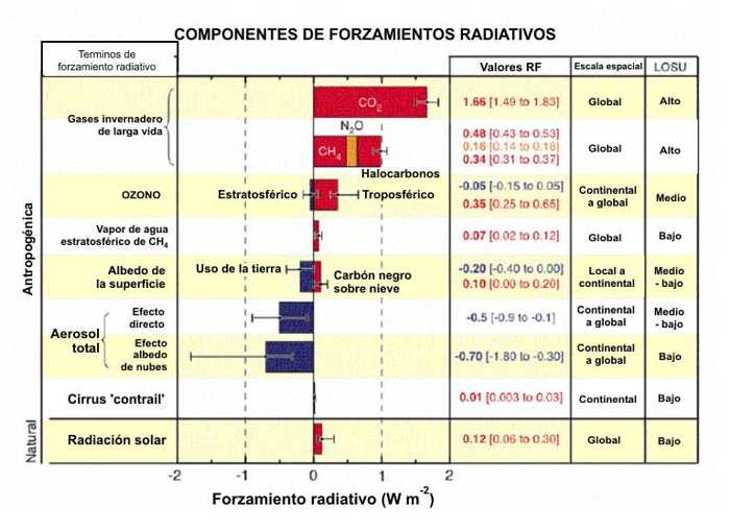 COMPONENTES DE FORZAMIENTOS RADIATIVOS
Terminos de
forzamiento radiativo
Valores RF
Escala espacial
LOSU
Antropogénica
Gases invernadero
de larga vida
CO2
1.66 [1.49 to 1.83]
Global
Alto
N2O
CH4
Halocarbonos
0.48 [0.43 to 0.53]
0.16 [0.14 to 0.18]
0.34 [0.31 to 0.37]
Global
Alto
OZONO
Estratosférico
Troposférico
-0.05 [-0.15 to 0.05]
0.35 [0.25 to 0.65]
Continental
a global
Medio
Vapor de agua
estratosférico de CH4
0.07 [0.02 to 0.12]
Global
Bajo
Albedo de
la superficie
Uso de la tierra
Carbón negro
sobre nieve
-0.20 [-0.40 to 0.00]
0.10 [0.00 to 0.20]
Local a
continental
Medio
- bajo
Aerosol
total
Efecto
directo
-0.5 [-0.9 to -0.1]
Continental
a global
Medio
- bajo
Efecto
albedo
de nubes
-0.70 [-1.80 to -0.30]
Continental
a global
Bajo
Cirrus 'contrail'
0.01 [0.003 to 0.03]
Continental
Bajo
Natural
Radiación solar
0.12 [0.06 to 0.30]
Global
Bajo
-2 -1 0 1 2
Forzamiento radiativo (W m-2)